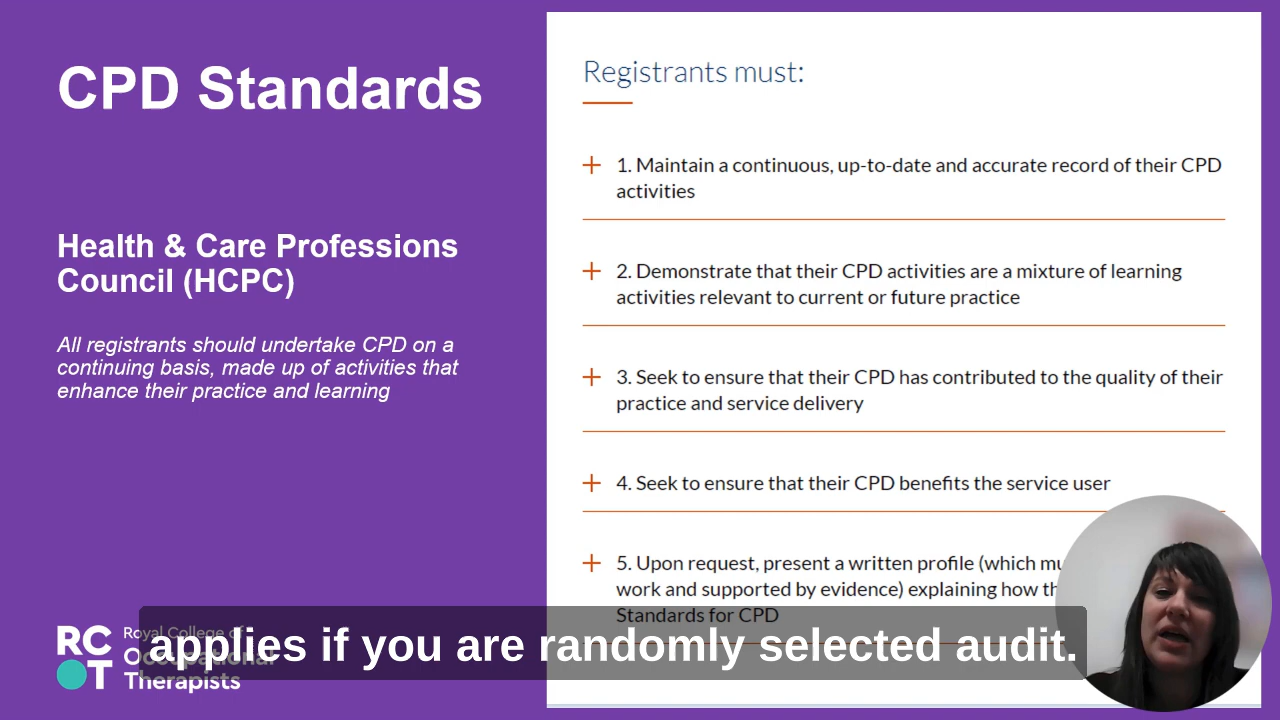 CPD Standards
Health & Care Professions
Council (HCPC)
All registrants should undertake CPD on a
continuing basis, made up of activities that
enhance their practice and learning
Registrants must:
1. Maintain a continuous, up-to-date and accurate record of their CPD
activities
2. Demonstrate that their CPD activities are a mixture of learning
activities relevant to current or future practice
3. Seek to ensure that their CPD has contributed to the quality of their
practice and service delivery
4. Seek to ensure that their CPD benefits the service user
5. Upon request, present a written profile (which
work and supported by evidence) explaining how
Standards for CPD
RC
OT
Royal College of
Occupational
Therapists
applies if you are randomly selected audit.